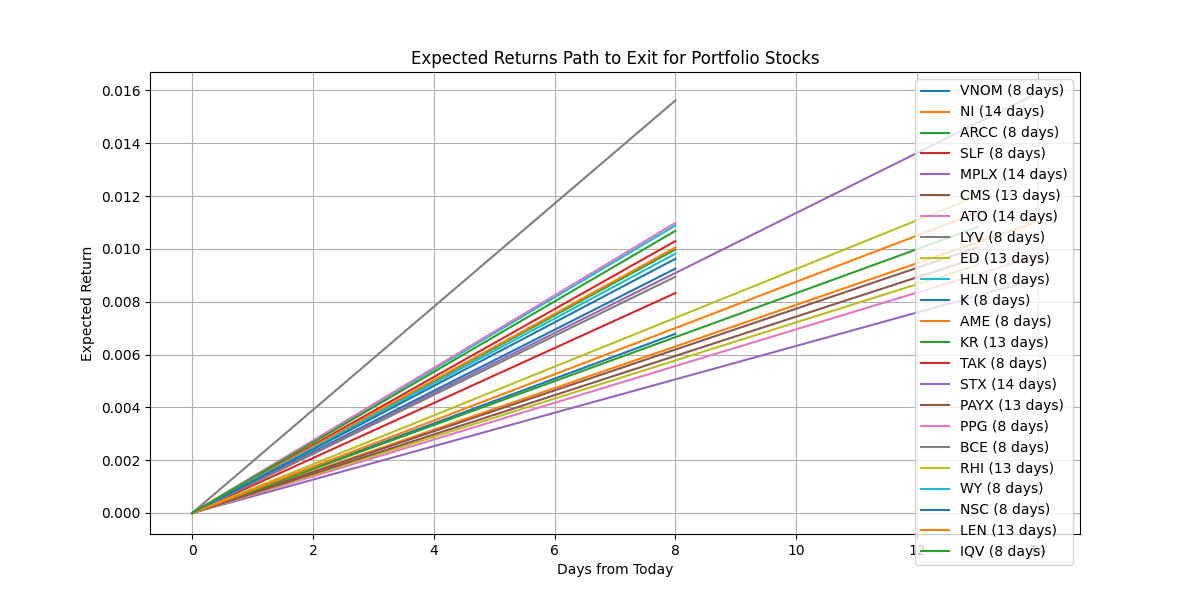 Expected Returns Path to Exit for Portfolio Stocks
Expected Return
0.016
0.014
0.012
0.010
0.008
0.006
0.004
0.002
0.000
0 2 4 6 8 10 12
Days from Today
VNOM (8 days)
NI (14 days)
ARCC (8 days)
SLF (8 days)
MPLX (14 days)
CMS (13 days)
ATO (14 days)
LYV (8 days)
ED (13 days)
HLN (8 days)
K (8 days)
AME (8 days)
KR (13 days)
TAK (8 days)
STX (14 days)
PAYX (13 days)
PPG (8 days)
BCE (8 days)
RHI (13 days)
WY (8 days)
NSC (8 days)
LEN (13 days)
IQV (8 days)